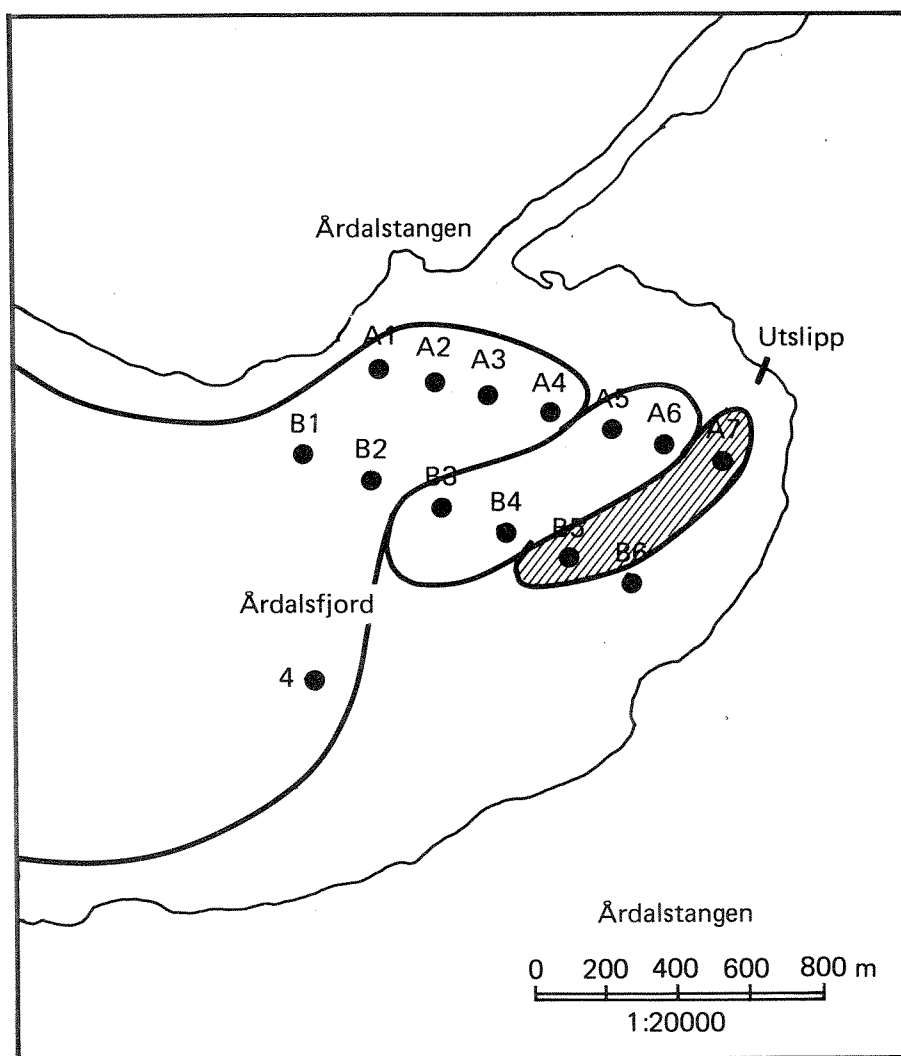 Årdalstangen
Utslipp
A1
A2
A3
A4
A5
A6
A7
B1
B2
B3
B4
B5
B6
Årdalsfjord
4
Årdalstangen
0 200 400 600 800 m
1:20000